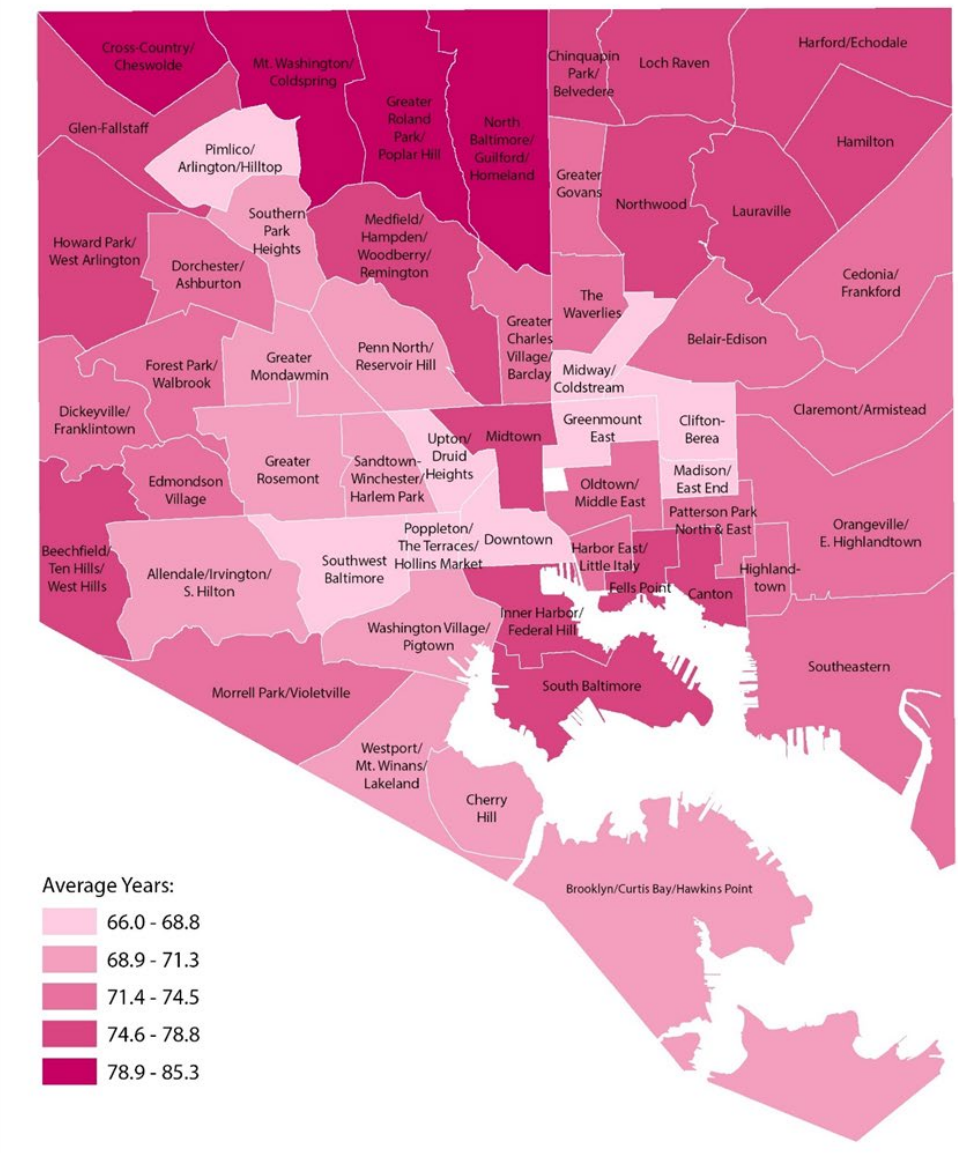 Cross-Country/
Cheswolde
Mt. Washington/
Coldspring
Greater
Roland
Park/
Poplar Hill
North
Baltimore/
Guilford/
Homeland
Chinquapin
Park/
Belvedere
Loch Raven
Harford/Echodale
Glen-Fallstaff
Pimlico/
Arlington/Hilltop
Hamilton
Greater
Govans
Northwood
Lauraville
Southern
Park
Heights
Medfield/
Hampden/
Woodberry/
Remington
Howard Park/
West Arlington
Dorchester/
Ashburton
Cedonia/
Frankford
The
Waverlies
Greater
Charles
Village/
Barclay
Belair-Edison
Forest Park/
Walbrook
Greater
Mondawmin
Penn North/
Reservoir Hill
Midway/
Coldstream
Dickeyville/
Franklintown
Claremont/Armistead
Greenmount
East
Clifton-
Berea
Upton/
Druid
Heights
Midtown
Edmondson
Village
Greater
Rosemont
Sandtown-
Winchester/
Harlem Park
Madison/
East End
Oldtown/
Middle East
Patterson Park
North & East
Orangeville/
E. Highlandtown
Beechfield/
Ten Hills/
West Hills
Allendale/Irvington/
S. Hilton
Southwest
Baltimore
Poppleton/
The Terraces/
Hollins Market
Downtown
Harbor East/
Little Italy
Highland-
town
Fells Point
Canton
Inner Harbor/
Federal Hill
Washington Village/
Pigtown
Southeastern
Morrell Park/Violetville
South Baltimore
Westport/
Mt. Winans/
Lakeland
Cherry
Hill
Brooklyn/Curtis Bay/Hawkins Point
Average Years:
66.0 - 68.8
68.9 - 71.3
71.4 - 74.5
74.6 - 78.8
78.9 - 85.3